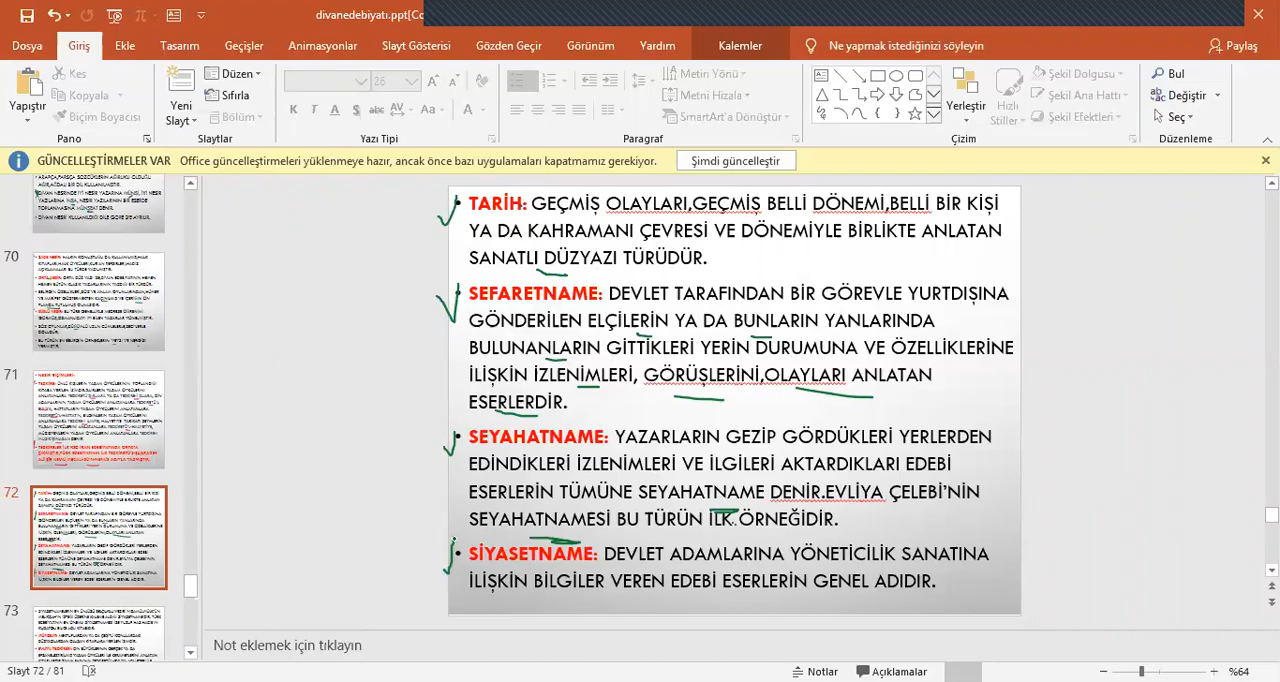 divanedebiyatı.ppt[Co
Dosya Giriş Ekle Tasarım Geçişler Animasyonlar Slayt Gösterisi Gözden Geçir Görünüm Yardım Kalemler Ne yapmak istediğinizi söyleyin Paylaş
Yapıştır
Kes
Kopyala
Biçim Boyacısı
Pano
Yeni
Slayt
Düzen
Sıfırla
Bölüm
Slaytlar
26
K T A S abc AV Aa A
Yazı Tipi
Metin Yönü
Metni Hizala
SmartArt'a Dönüştür
Paragraf
Yerleştir
Hızlı
Stiller
Şekil Dolgusu
Şekil Ana Hattı
Şekil Efektleri
Çizim
Bul
Değiştir
Seç
Düzenleme
GÜNCELLEŞTİRMELER VAR Office güncelleştirmeleri yüklenmeye hazır, ancak önce bazı uygulamaları kapatmamız gerekiyor. Şimdi güncelleştir
70
71
72
73
• TARİH: GEÇMİŞ OLAYLARI,GEÇMİŞ BELLİ DÖNEMİ,BELLİ BİR KİŞİ
YA DA KAHRAMANI ÇEVRESİ VE DÖNEMİYLE BİRLİKTE ANLATAN
SANATLI DÜZYAZI TÜRÜDÜR.
• SEFARETNAME: DEVLET TARAFINDAN BİR GÖREVLE YURTDIŞINA
GÖNDERİLEN ELÇİLERİN YA DA BUNLARIN YANLARINDA
BULUNANLARIN GİTTİKLERİ YERİN DURUMUNA VE ÖZELLİKLERİNE
İLİŞKİN İZLENİMLERİ, GÖRÜŞLERİNİ,OLAYLARI ANLATAN
ESERLERDİR.
• SEYAHATNAME: YAZARLARIN GEZİP GÖRDÜKLERİ YERLERDEN
EDİNDİKLERİ İZLENİMLERİ VE İLGİLERİ AKTARDIKLARI EDEBİ
ESERLERİN TÜMÜNE SEYAHATNAME DENİR.EVLİYA ÇELEBİ'NİN
SEYAHATNAMESİ BU TÜRÜN İLK ÖRNEĞİDİR.
• SİYASETNAME: DEVLET ADAMLARINA YÖNETİCİLİK SANATINA
İLİŞKİN BİLGİLER VEREN EDEBİ ESERLERİN GENEL ADIDIR.
Not eklemek için tıklayın
Slayt 72 / 81 Notlar Açıklamalar %64